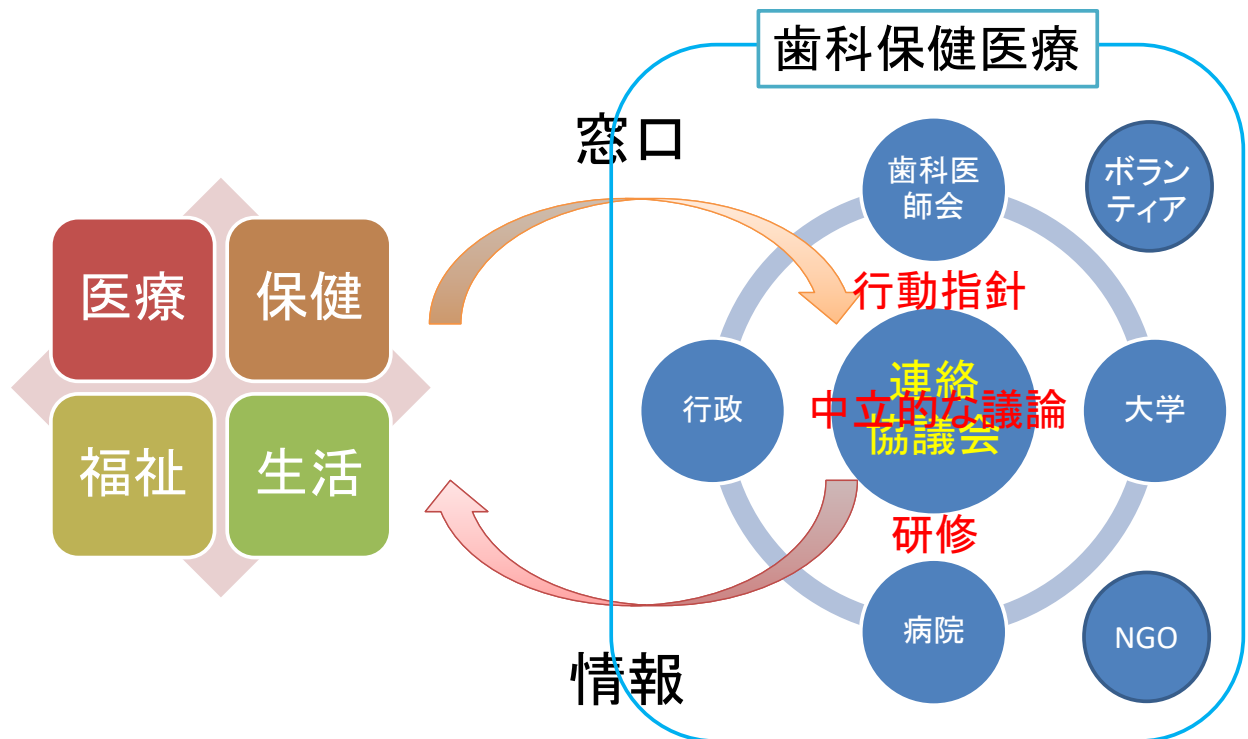 歯科保健医療
窓口
歯科医
師会
ボラン
ティア
医療
保健
行動指針
連絡
協議会
行政
中立的な議論
大学
福祉
生活
研修
病院
NGO
情報